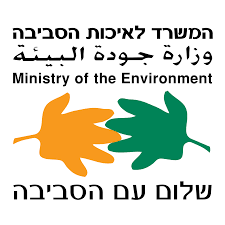 המשרד לאיכות הסביבה
وزارة جودة البيئة
Ministry of the Environment
שלום עם הסביבה